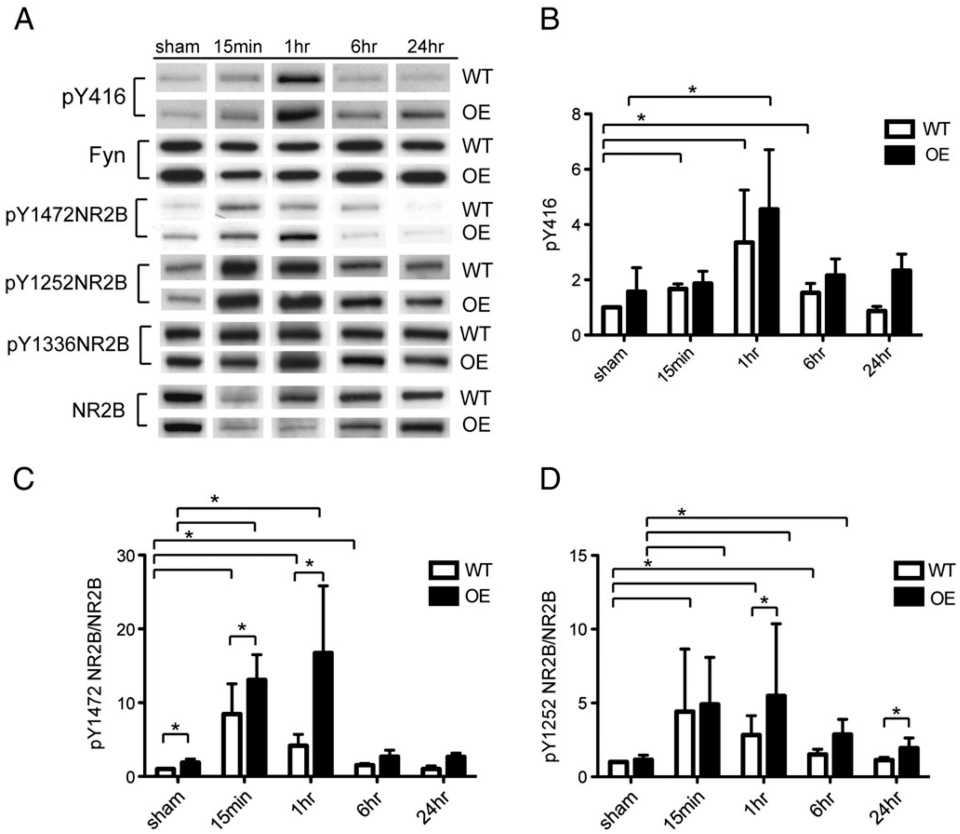 A
sham 15min 1hr 6hr 24hr
pY416
WT
OE
Fyn
WT
OE
pY1472NR2B
WT
OE
pY1252NR2B
WT
OE
pY1336NR2B
WT
OE
NR2B
WT
OE
B
*
*
8
6
4
2
0
pY416
WT
OE
sham 15min 1hr 6hr 24hr
C
*
*
*
*
*
30
20
10
0
pY1472 NR2B/NR2B
WT
OE
sham 15min 1hr 6hr 24hr
D
*
*
*
*
15
10
5
0
pY1252 NR2B/NR2B
WT
OE
sham 15min 1hr 6hr 24hr